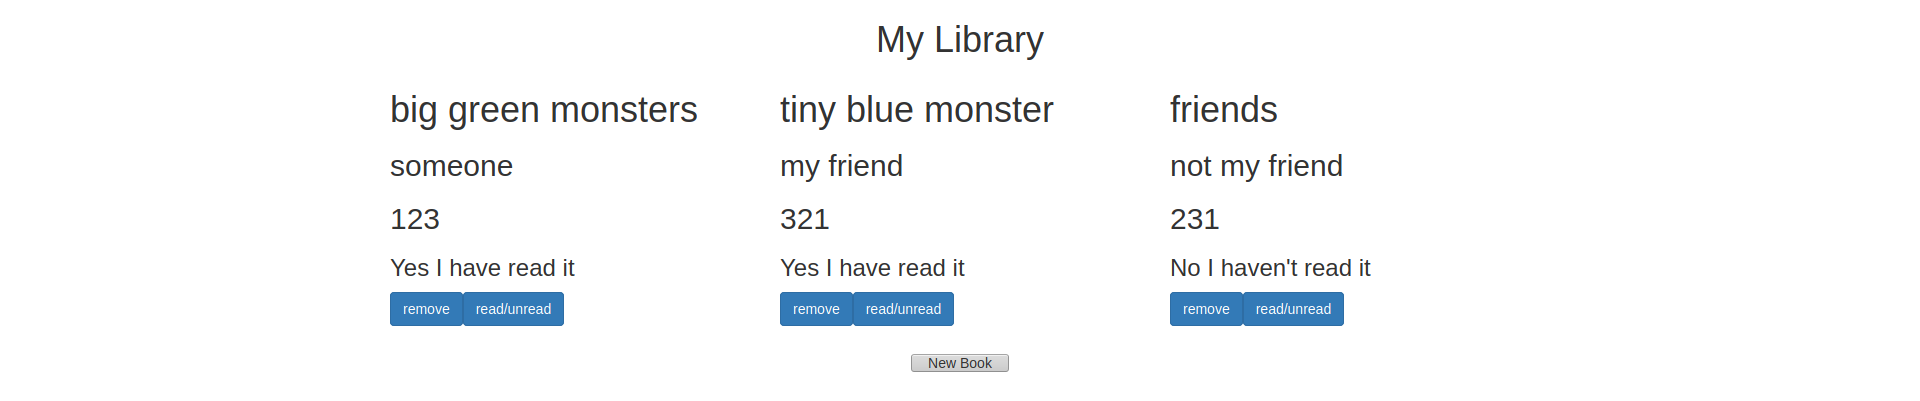 My Library
big green monsters
someone
123
Yes I have read it
remove read/unread
tiny blue monster
my friend
321
Yes I have read it
remove read/unread
friends
not my friend
231
No I haven't read it
remove read/unread
New Book